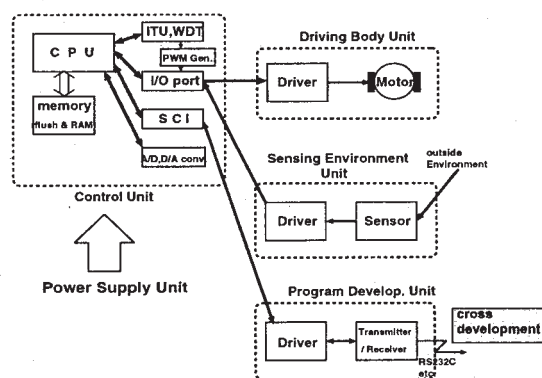 ITU,WDT
C P U
PWM Gen.
I/O port
memory
(flush & RAM)
S C I
A/D,D/A conv.
Control Unit
Power Supply Unit
Driving Body Unit
Driver
Motor
Sensing Environment
Unit
outside
Environment
Driver
Sensor
Program Develop. Unit
Driver
Transmitter
/ Receiver
cross
development
RS232C
etc